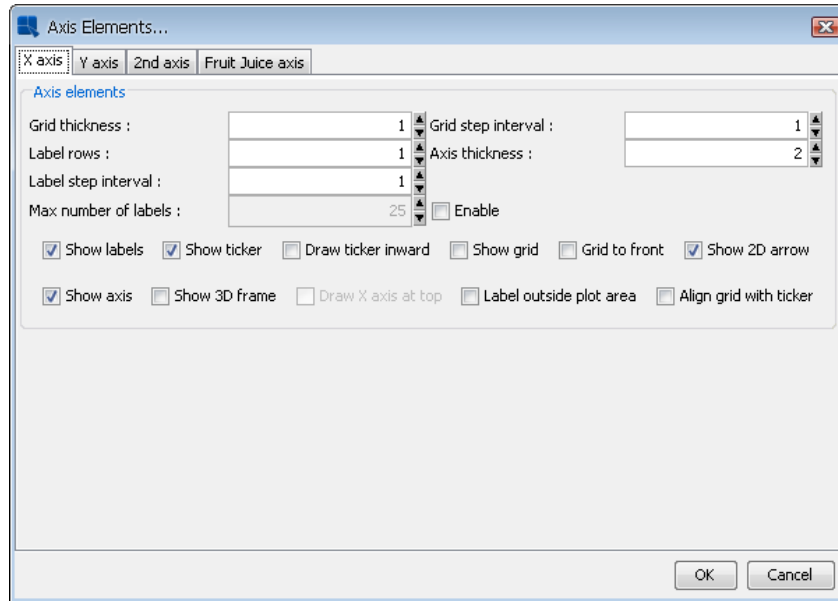 Axis Elements...
X axis Y axis 2nd axis Fruit Juice axis
Axis elements
Grid thickness : 1 Grid step interval : 1
Label rows : 1 Axis thickness : 2
Label step interval : 1
Max number of labels : 25 Enable
Show labels Show ticker Draw ticker inward Show grid Grid to front Show 2D arrow
Show axis Show 3D frame Draw X axis at top Label outside plot area Align grid with ticker
OK Cancel